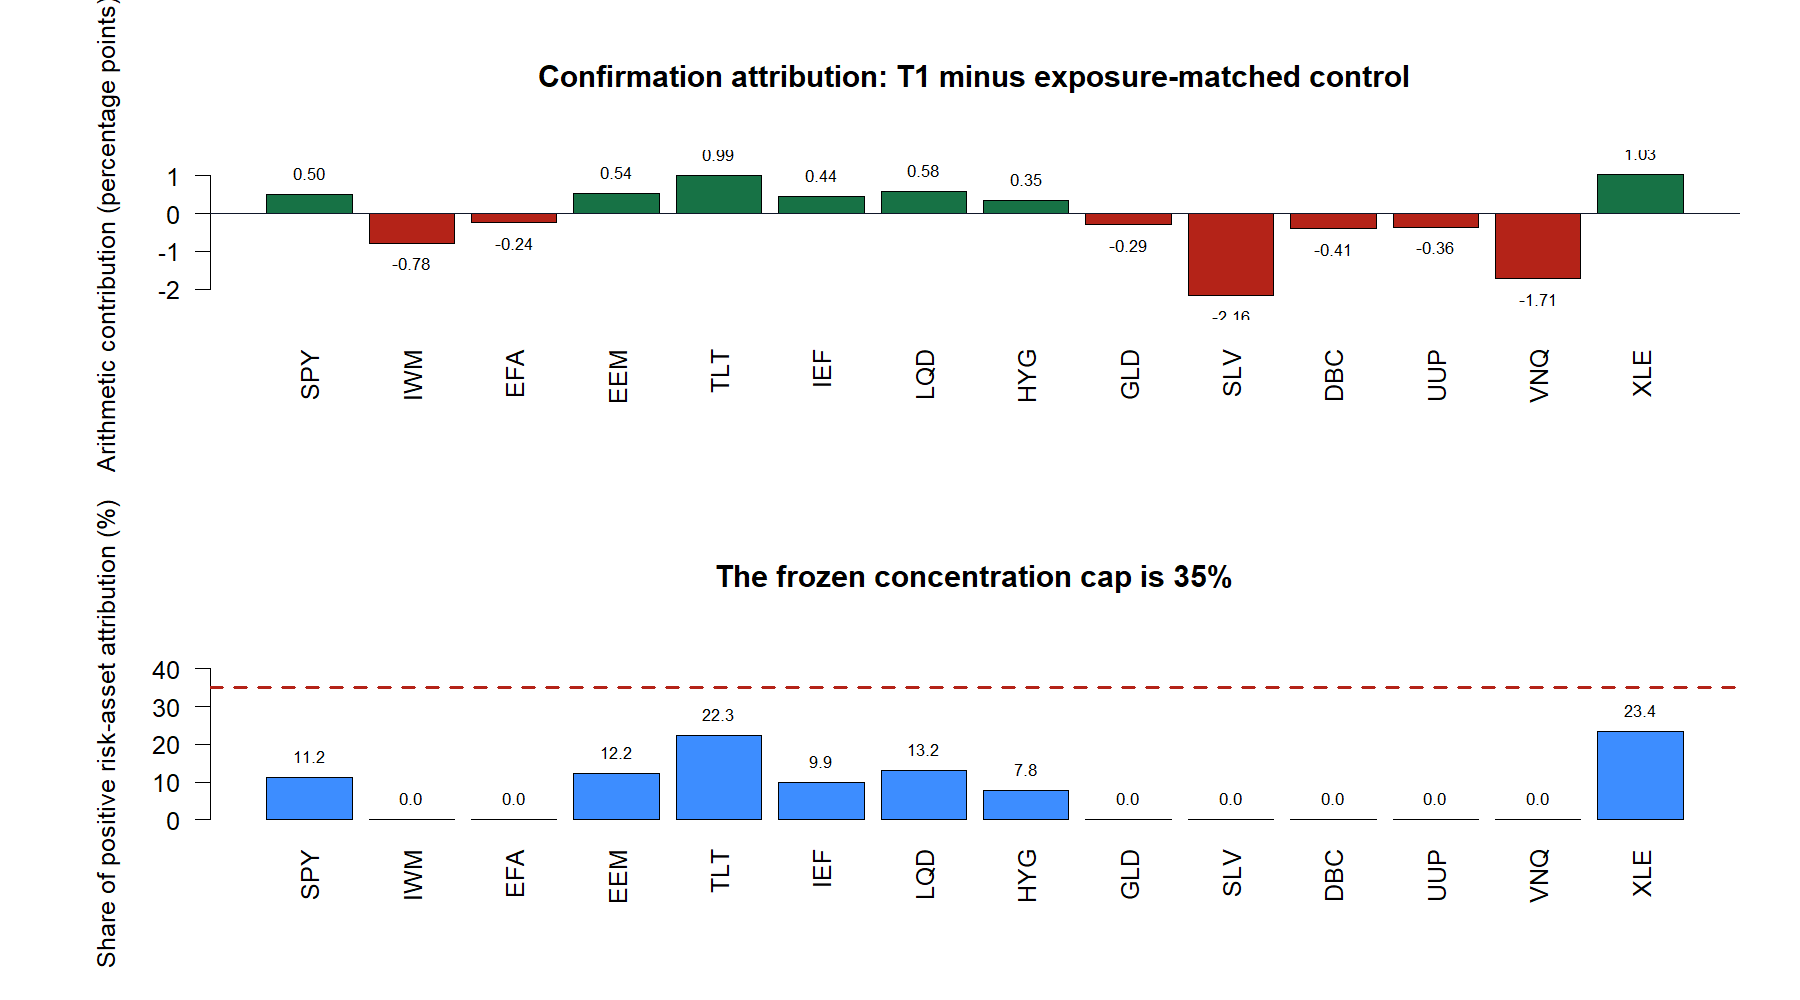 Confirmation attribution: T1 minus exposure-matched control
Arithmetic contribution (percentage points)
1
0
-1
-2
0.50
-0.78
-0.24
0.54
0.99
0.44
0.58
0.35
-0.29
-2.16
-0.41
-0.36
-1.71
1.03
SPY
IWM
EFA
EEM
TLT
IEF
LQD
HYG
GLD
SLV
DBC
UUP
VNQ
XLE
The frozen concentration cap is 35%
Share of positive risk-asset attribution (%)
40
30
20
10
0
11.2
0.0
0.0
12.2
22.3
9.9
13.2
7.8
0.0
0.0
0.0
0.0
0.0
23.4
SPY
IWM
EFA
EEM
TLT
IEF
LQD
HYG
GLD
SLV
DBC
UUP
VNQ
XLE